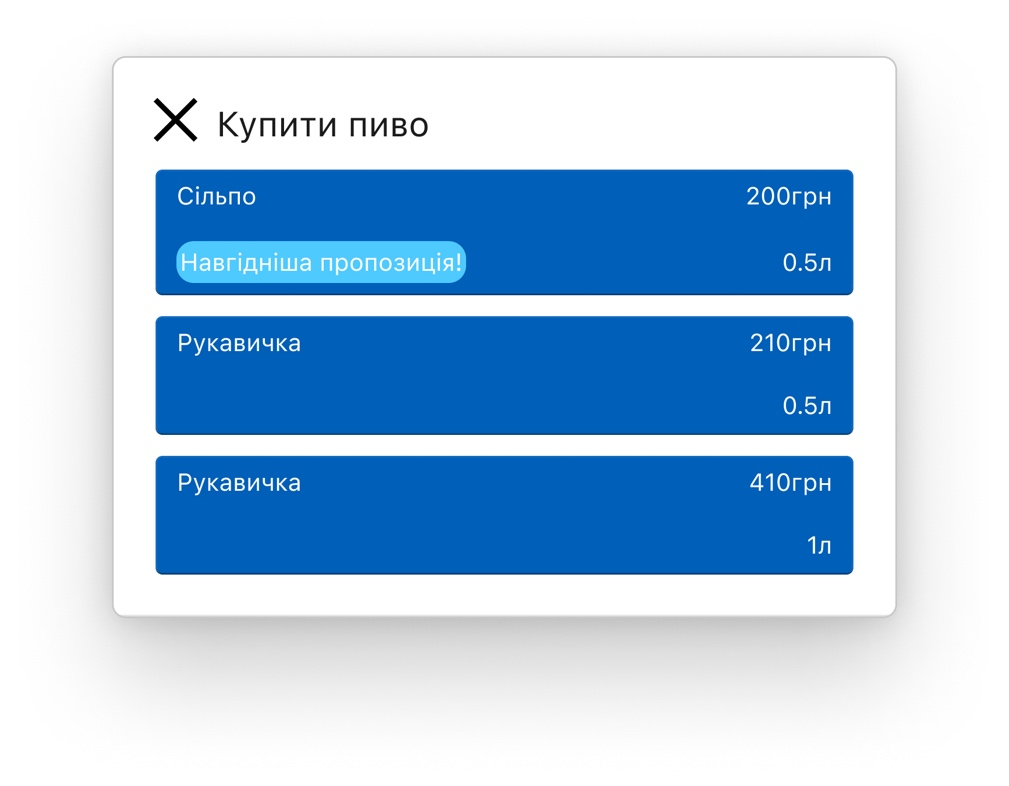 Купити пиво
Сільпо 200грн
Навгідніша пропозиція! 0.5л
Рукавичка 210грн
0.5л
Рукавичка 410грн
1л